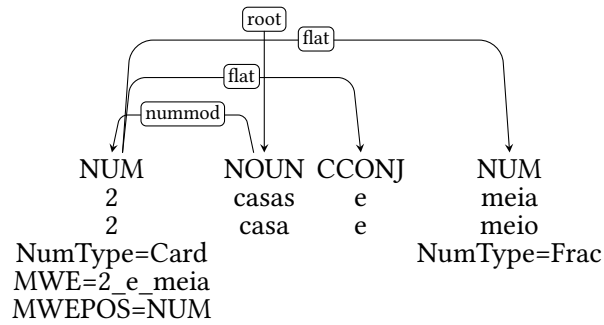 root
flat
flat
nummod
NUM NOUN CCONJ NUM
2 casas e meia
2 casa e meio
NumType=Card NumType=Frac
MWE=2_e_meia
MWEPOS=NUM